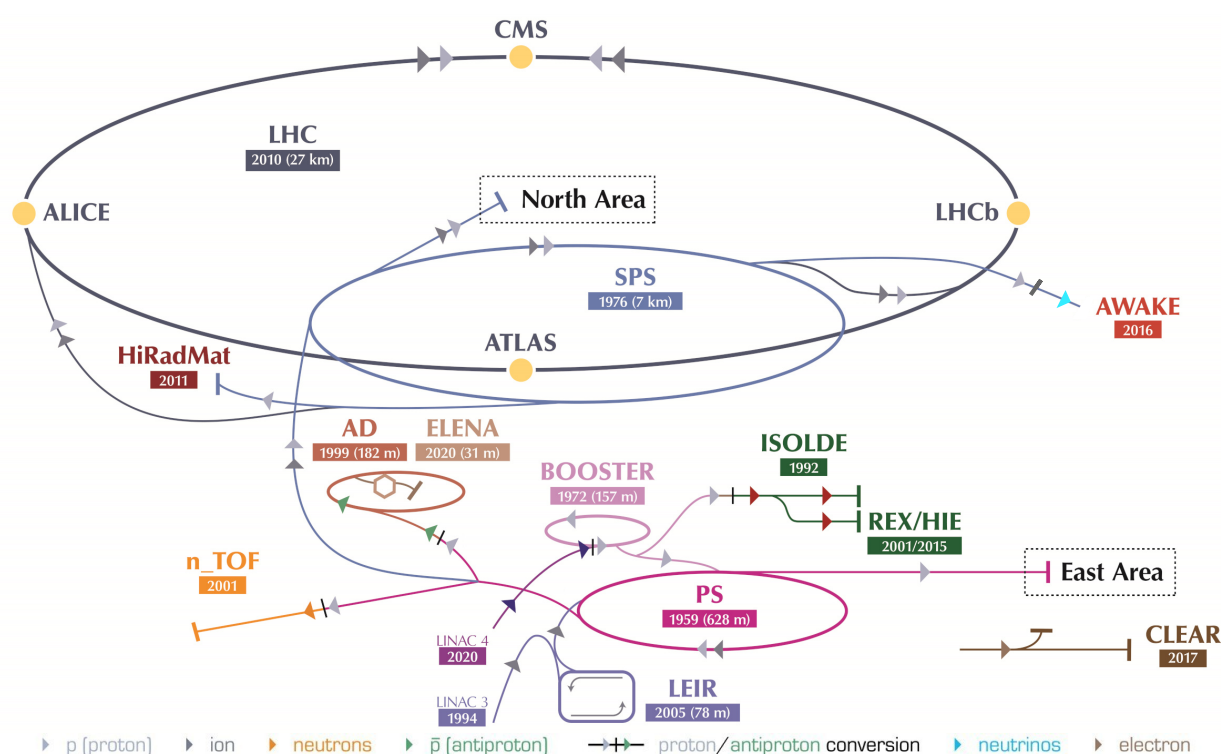 CMS
LHC
2010 (27 km)
North Area
ALICE
LHCb
SPS
1976 (7 km)
AWAKE
2016
ATLAS
HiRadMat
2011
AD
1999 (182 m)
ELENA
2020 (31 m)
ISOLDE
1992
BOOSTER
1972 (157 m)
REX/HIE
2001/2015
n_TOF
2001
East Area
PS
1959 (628 m)
LINAC 4
2020
CLEAR
2017
LEIR
2005 (78 m)
LINAC 3
1994
p (proton) ion neutrons p̄ (antiproton) proton/antiproton conversion neutrinos electron